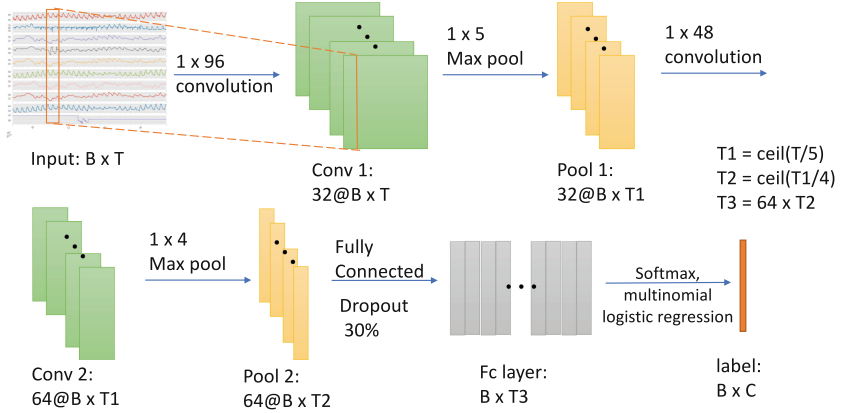 1 x 96
convolution
1 x 5
Max pool
1 x 48
convolution
Input: B x T
Conv 1:
32@B x T
Pool 1:
32@B x T1
T1 = ceil(T/5)
T2 = ceil(T1/4)
T3 = 64 x T2
1 x 4
Max pool
Fully
Connected
Dropout
30%
Softmax,
multinomial
logistic regression
Conv 2:
64@B x T1
Pool 2:
64@B x T2
Fc layer:
B x T3
label:
B x C